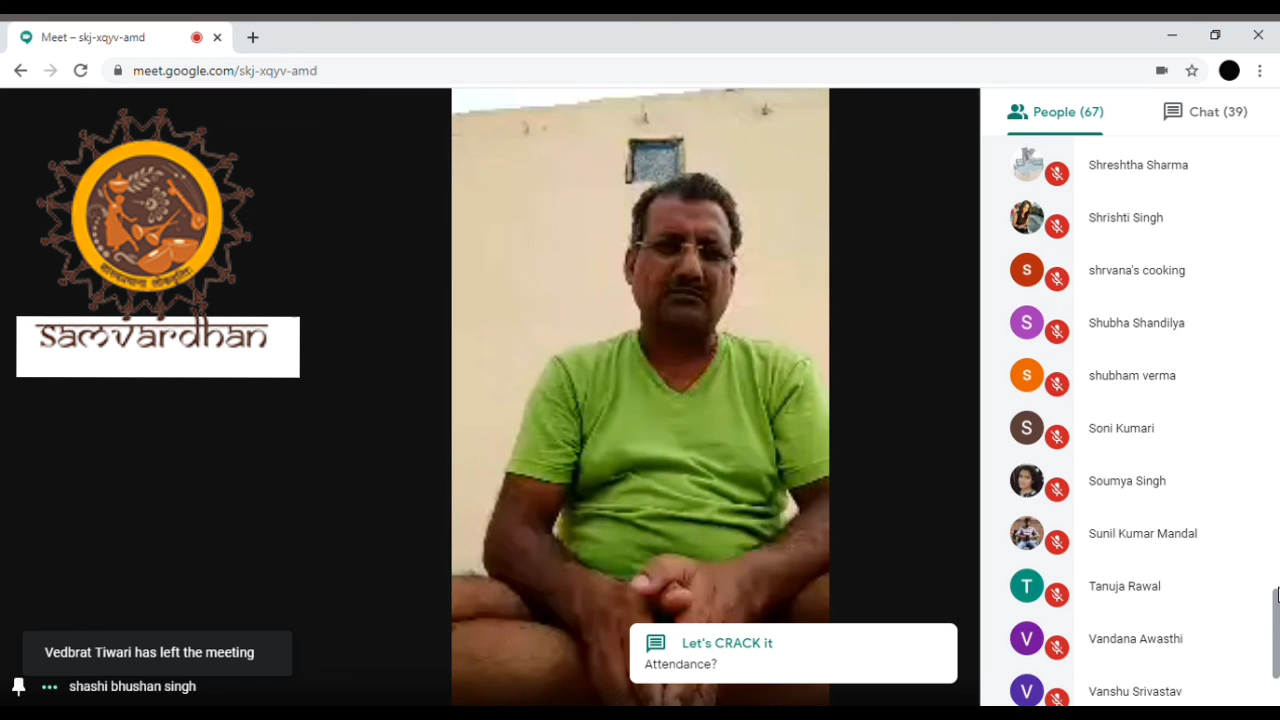 Meet – skj-xqyv-amd
meet.google.com/skj-xqyv-amd
People (67)
Chat (39)
Samvardhan
Shreshtha Sharma
Shrishti Singh
s
shrvana's cooking
S
Shubha Shandilya
s
shubham verma
S
Soni Kumari
Soumya Singh
Sunil Kumar Mandal
T
Tanuja Rawal
V
Vandana Awasthi
V
Vanshu Srivastav
Let's CRACK it
Attendance?
Vedbrat Tiwari has left the meeting
shashi bhushan singh